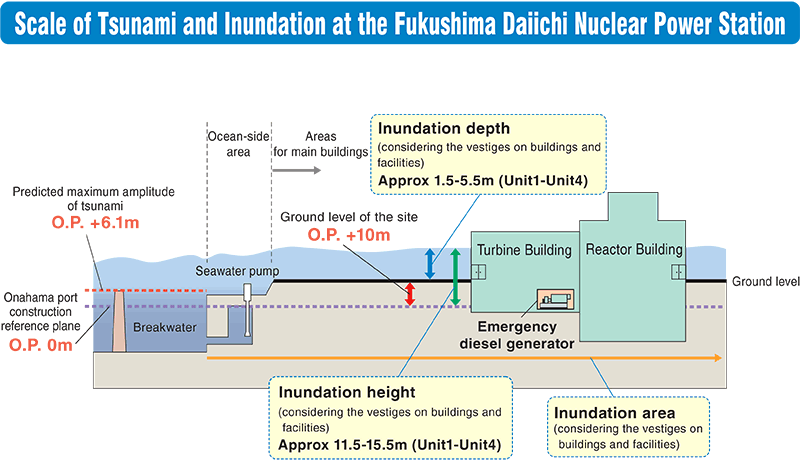 Scale of Tsunami and Inundation at the Fukushima Daiichi Nuclear Power Station
Ocean-side
area
Areas
for main buildings
Inundation depth
(considering the vestiges on buildings and
facilities)
Approx 1.5-5.5m (Unit1-Unit4)
Predicted maximum amplitude
of tsunami
O.P. +6.1m
Ground level of the site
O.P. +10m
Turbine Building
Reactor Building
Seawater pump
Ground level
Onahama port
construction
reference plane
O.P. 0m
Breakwater
Emergency
diesel generator
Inundation height
(considering the vestiges on buildings and
facilities)
Approx 11.5-15.5m (Unit1-Unit4)
Inundation area
(considering the vestiges on
buildings and facilities)